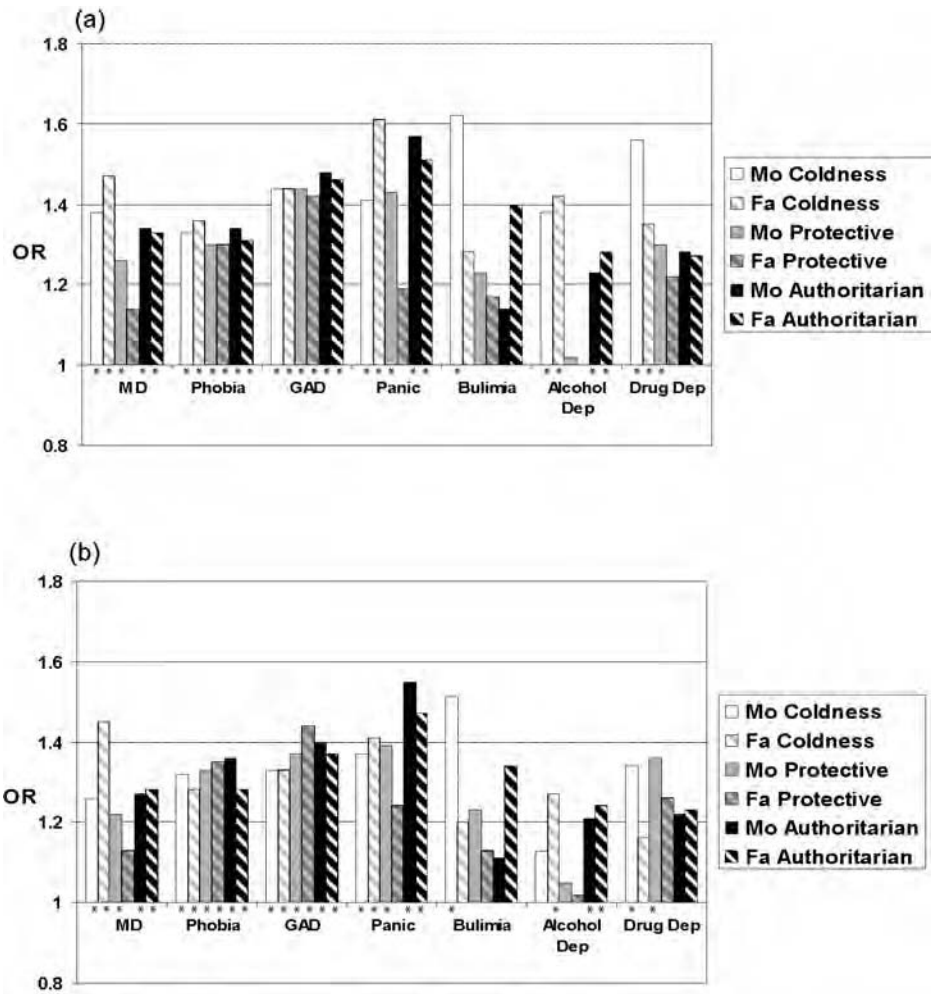 (a)
1.8
1.6
1.4
OR
1.2
1
0.8
* * * * *
* * * * * *
* * * * * *
* * * * *
*
* * * *
* * *
MD
Phobia
GAD
Panic
Bulimia
Alcohol
Dep
Drug Dep
Mo Coldness
Fa Coldness
Mo Protective
Fa Protective
Mo Authoritarian
Fa Authoritarian
(b)
1.8
1.6
1.4
OR
1.2
1
0.8
* * * * *
* * * * * *
* * * * * *
* * * * *
*
* * *
* *
MD
Phobia
GAD
Panic
Bulimia
Alcohol
Dep
Drug Dep
Mo Coldness
Fa Coldness
Mo Protective
Fa Protective
Mo Authoritarian
Fa Authoritarian